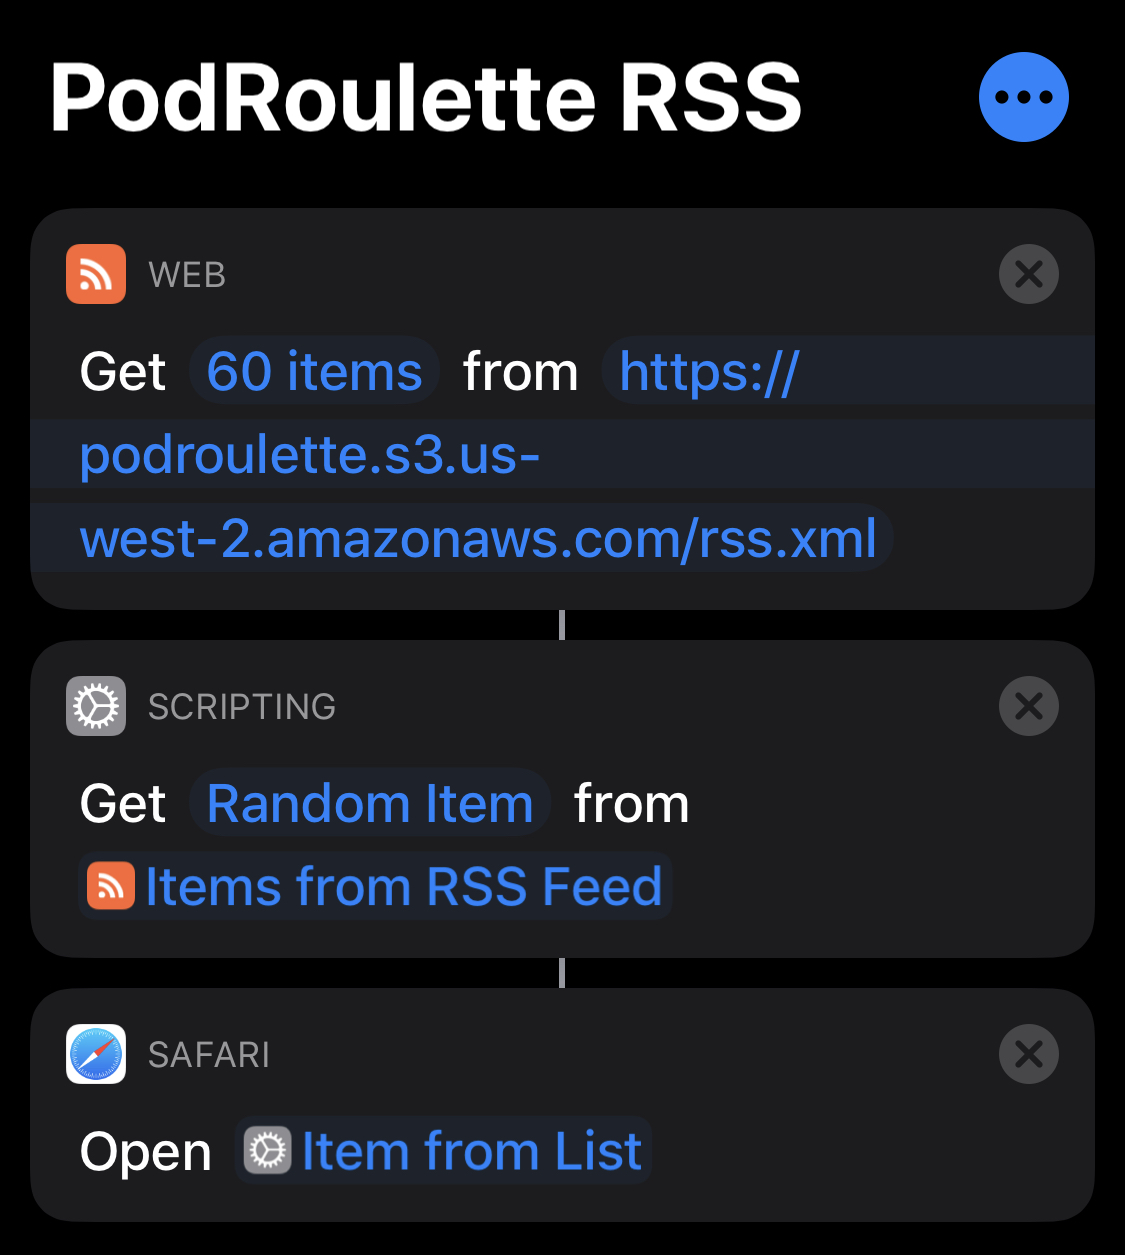 PodRoulette RSS
WEB
Get 60 items from https://
podroulette.s3.us-
west-2.amazonaws.com/rss.xml
SCRIPTING
Get Random Item from
Items from RSS Feed
SAFARI
Open Item from List